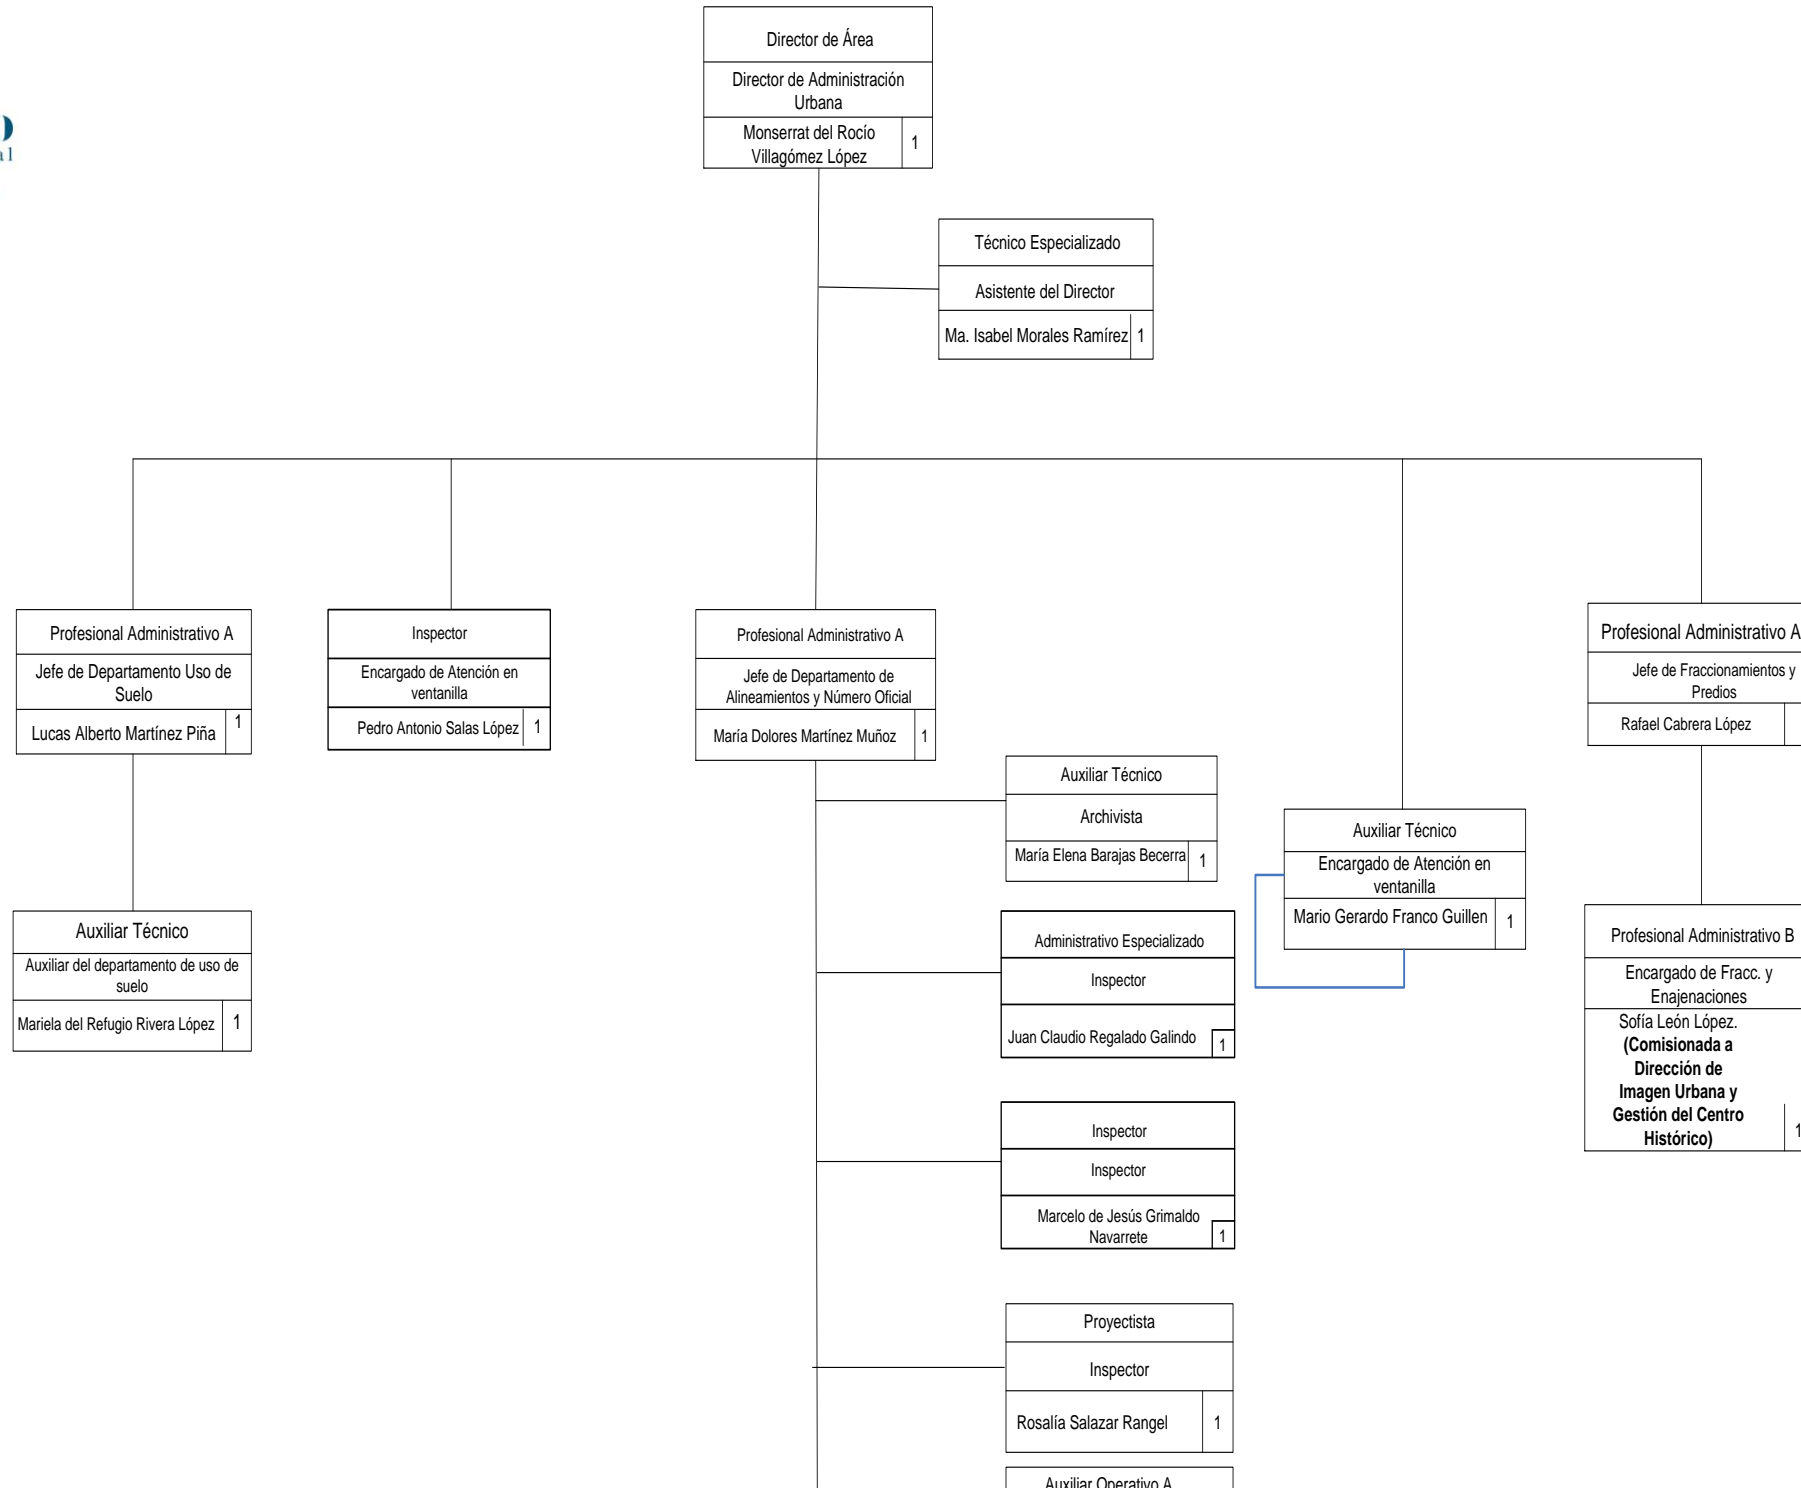 Director de Área
Director de Administración
Urbana
Monserrat del Rocío
Villagómez López
1
Técnico Especializado
Asistente del Director
Ma. Isabel Morales Ramírez
1
Profesional Administrativo A
Jefe de Departamento Uso de
Suelo
Lucas Alberto Martínez Piña
1
Inspector
Encargado de Atención en
ventanilla
Pedro Antonio Salas López
1
Profesional Administrativo A
Jefe de Departamento de
Alineamientos y Número Oficial
María Dolores Martínez Muñoz
1
Profesional Administrativo A
Jefe de Fraccionamientos y
Predios
Rafael Cabrera López
Auxiliar Técnico
Archivista
María Elena Barajas Becerra
1
Auxiliar Técnico
Encargado de Atención en
ventanilla
Mario Gerardo Franco Guillen
1
Auxiliar Técnico
Auxiliar del departamento de uso de
suelo
Mariela del Refugio Rivera López
1
Administrativo Especializado
Inspector
Juan Claudio Regalado Galindo
1
Profesional Administrativo B
Encargado de Fracc. y
Enajenaciones
Sofía León López.
(Comisionada a
Dirección de
Imagen Urbana y
Gestión del Centro
Histórico)
1
Inspector
Inspector
Marcelo de Jesús Grimaldo
Navarrete
1
Proyectista
Inspector
Rosalía Salazar Rangel
1
Auxiliar Operativo A